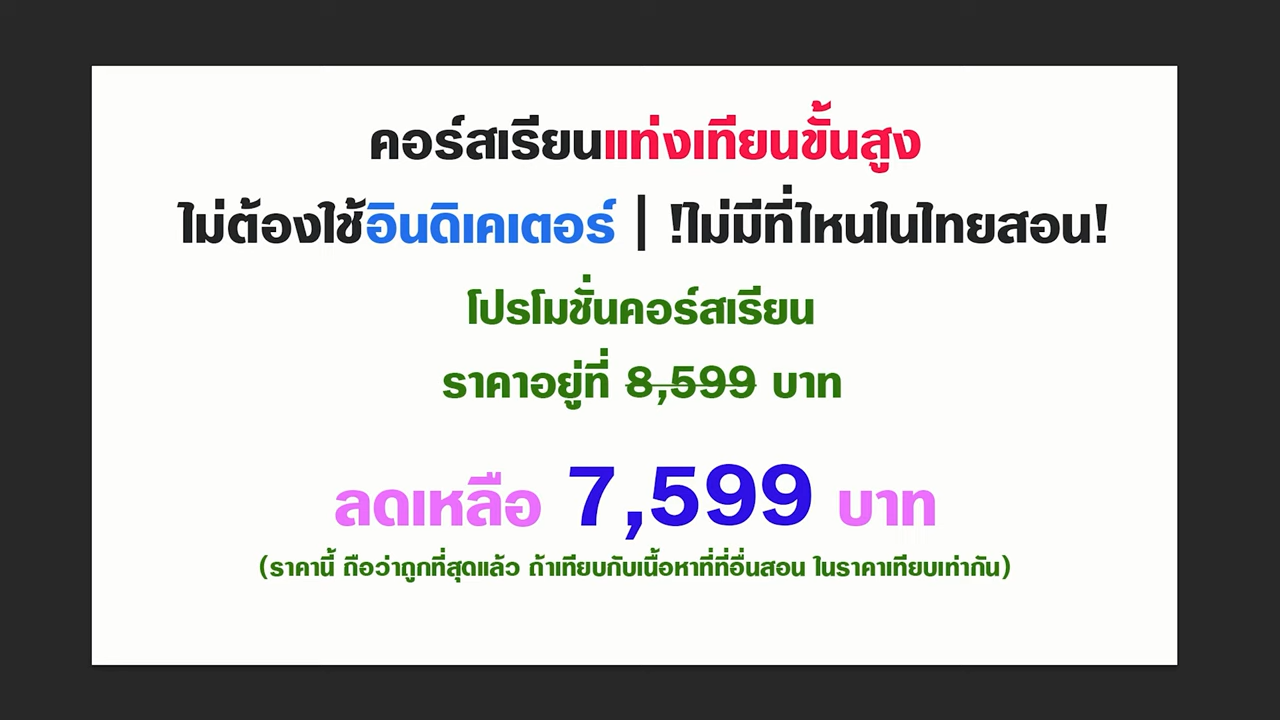 คอร์สเรียนแท่งเทียนขั้นสูง
ไม่ต้องใช้อินดิเคเตอร์ | !ไม่มีที่ไหนในไทยสอน!
โปรโมชั่นคอร์สเรียน
ราคาอยู่ที่ 8,599 บาท
ลดเหลือ 7,599 บาท
(ราคานี้ ถือว่าถูกที่สุดแล้ว ถ้าเทียบกับเนื้อหาที่ที่อื่นสอน ในราคาเทียบเท่ากัน)